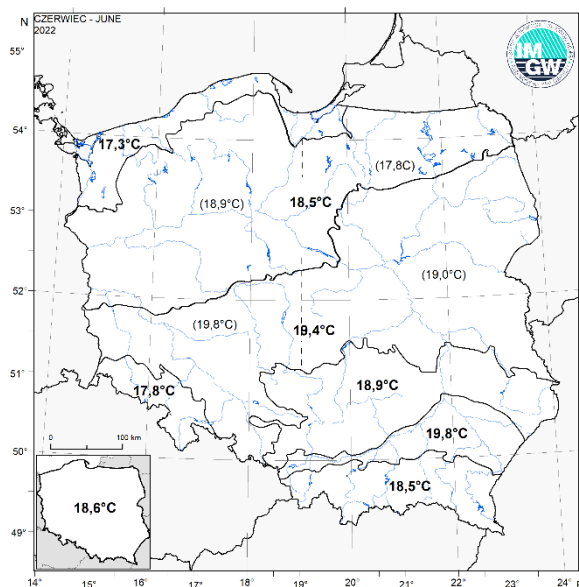 N
CZERWIEC - JUNE
2022
IMGW
55°
54°
17,3°C
(17,8C)
53°
(18,9°C)
18,5°C
(19,0°C)
52°
(19,8°C)
19,4°C
51°
17,8°C
18,9°C
0 100 km
19,8°C
50°
18,5°C
18,6°C
49°
14° 15° 16° 17° 18° 19° 20° 21° 22° 23° 24°